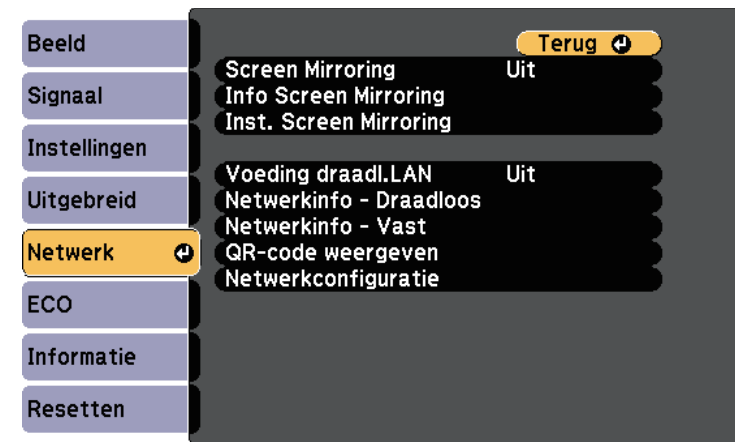 Beeld
Signaal
Instellingen
Uitgebreid
Netwerk
ECO
Informatie
Resetten
Terug
Screen Mirroring Uit
Info Screen Mirroring
Inst. Screen Mirroring
Voeding draadl.LAN Uit
Netwerkinfo - Draadloos
Netwerkinfo - Vast
QR-code weergeven
Netwerkconfiguratie